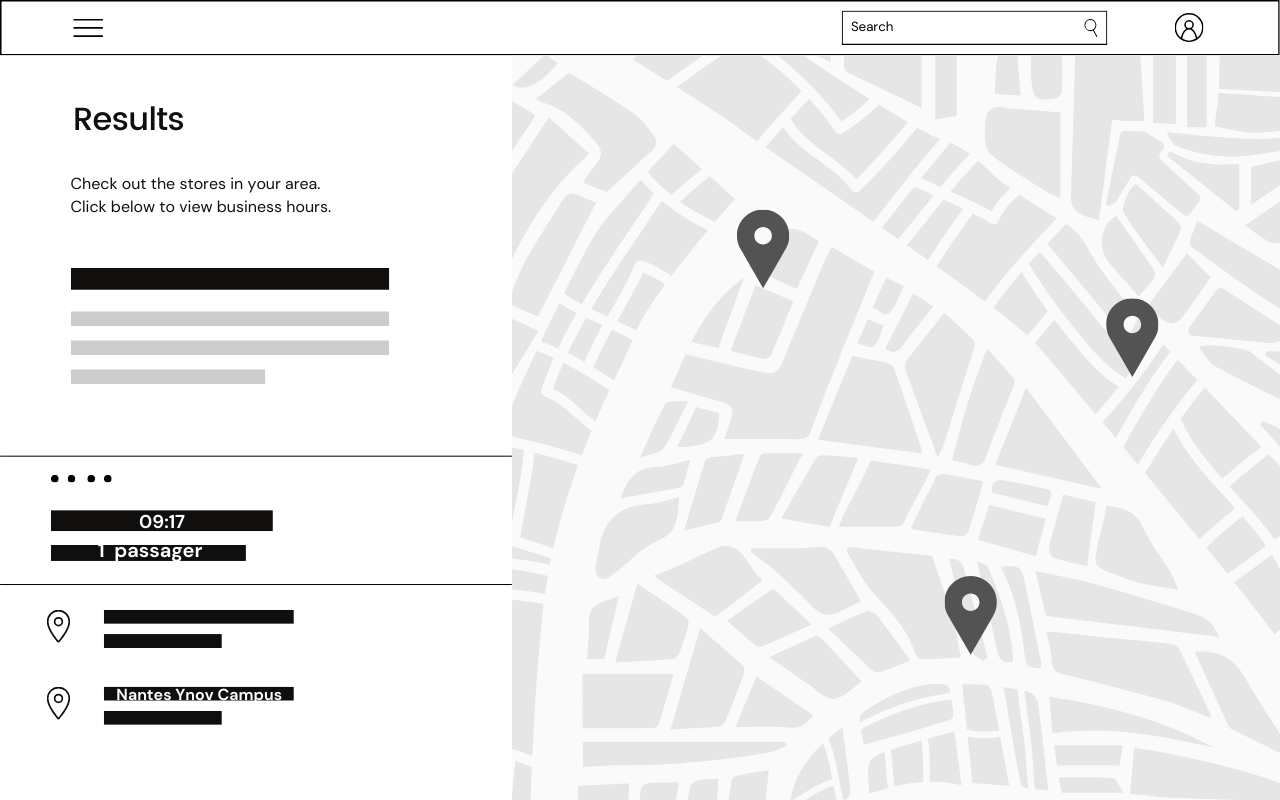 Search
Results
Check out the stores in your area.
Click below to view business hours.
09:17
1 passager
Nantes Ynov Campus